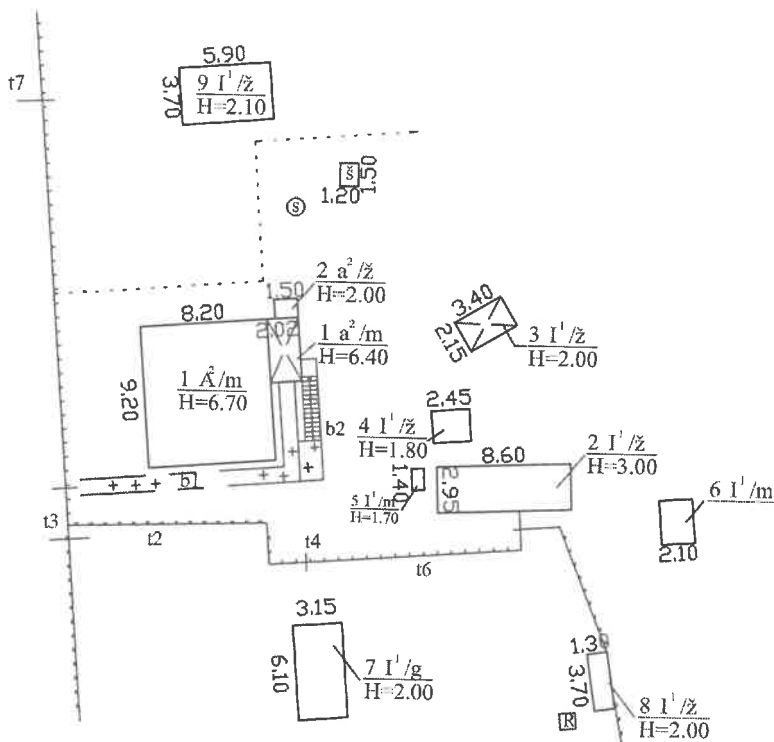 5.90
t7
3.70
9 I¹/ž
H=2.10
š
1.50
1.20
s
2 a²/ž
H=2.00
1.50
8.20
2.02
1 a²/m
H=6.40
3.40
2.15
3 I¹/ž
H=2.00
9.20
1 A²/m
H=6.70
2.45
b2
4 I¹/ž
H=1.80
8.60
2 I¹/ž
H=3.00
1.40
2.95
b1
5 I¹/m
H=1.70
6 I¹/m
2.10
t3
t2
t4
t6
3.15
6.10
7 I¹/g
H=2.00
3.70
8 I¹/ž
H=2.00
R